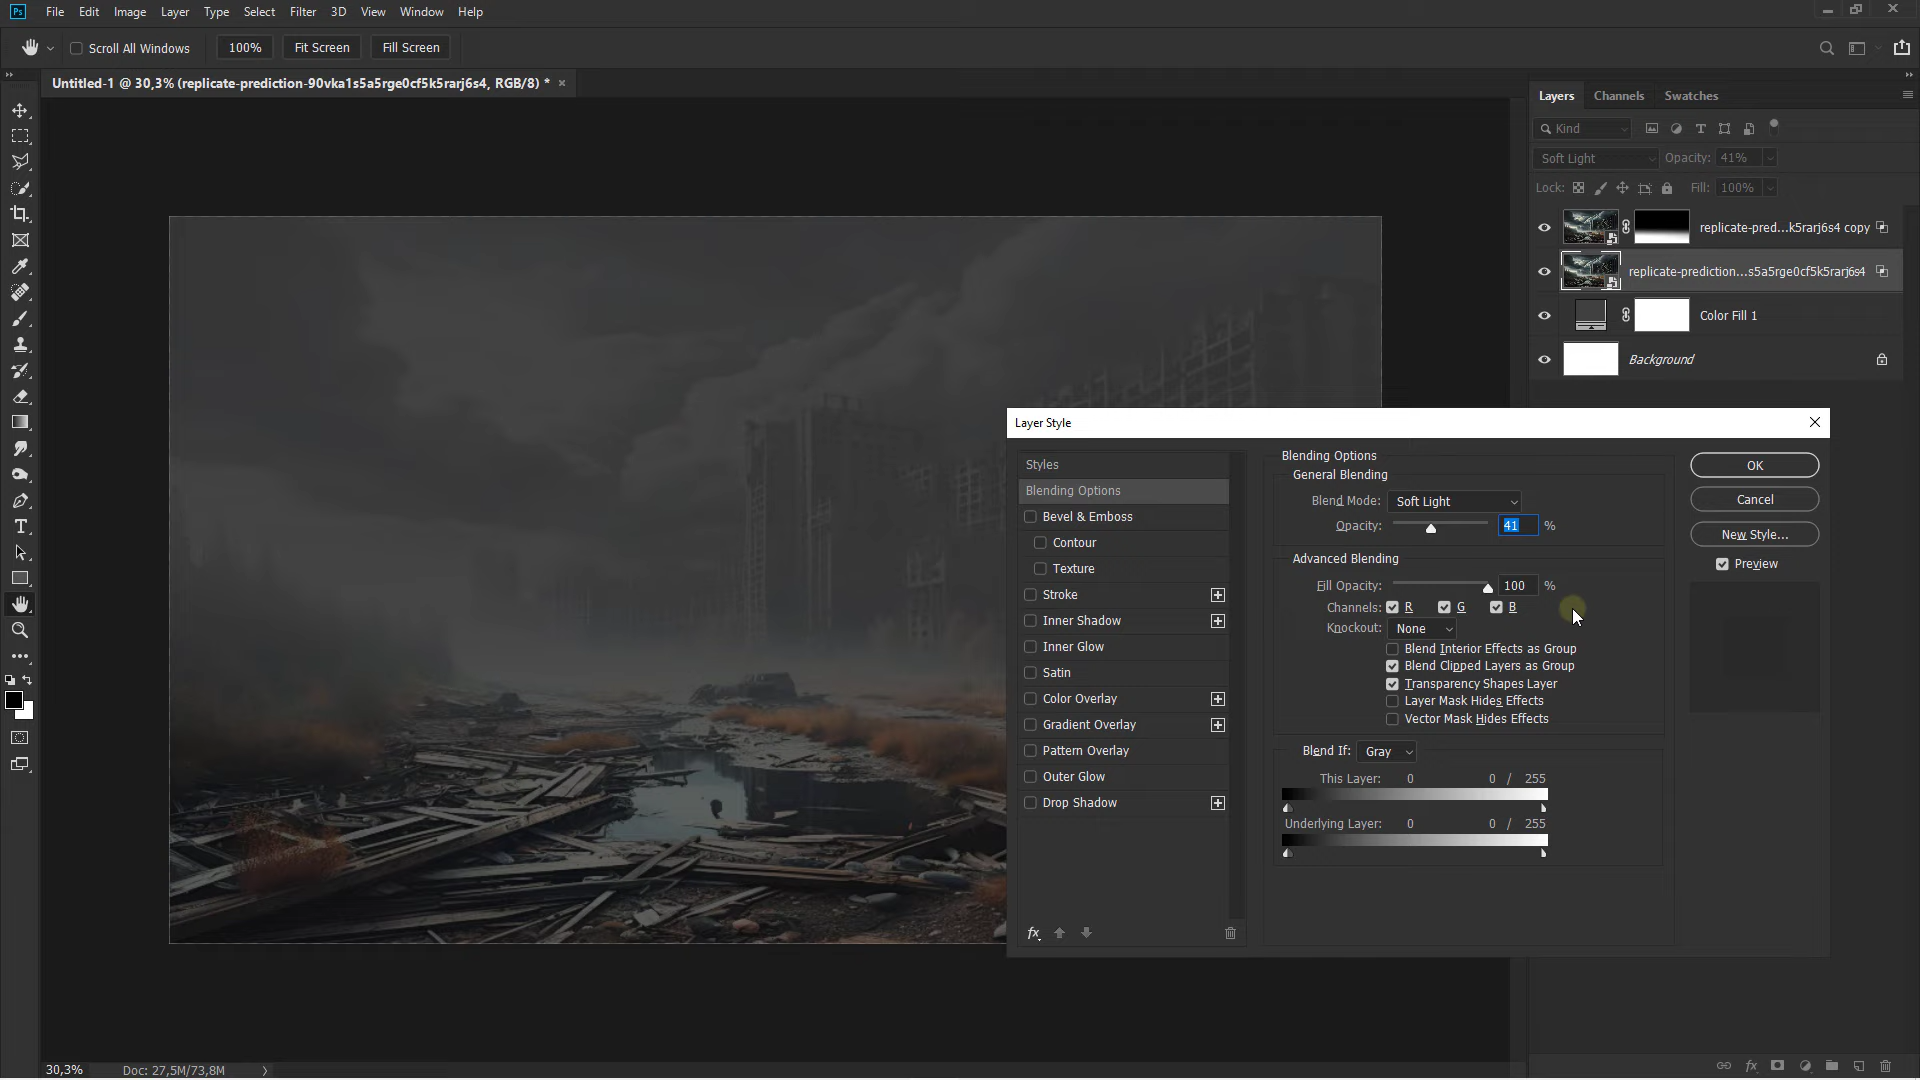 Ps File Edit Image Layer Type Select Filter 3D View Window Help
Scroll All Windows 100% Fit Screen Fill Screen
Untitled-1 @ 30,3% (replicate-prediction-90vka1s5a5rge0cf5k5rarj6s4, RGB/8) * ×
Layers Channels Swatches
Kind
Soft Light Opacity: 41%
Lock: Fill: 100%
replicate-pred...k5rarj6s4 copy
replicate-prediction...s5a5rge0cf5k5rarj6s4
Color Fill 1
Background
Layer Style
Styles
Blending Options
Bevel & Emboss
Contour
Texture
Stroke
Inner Shadow
Inner Glow
Satin
Color Overlay
Gradient Overlay
Pattern Overlay
Outer Glow
Drop Shadow
fx
Blending Options
General Blending
Blend Mode: Soft Light
Opacity: 41 %
Advanced Blending
Fill Opacity: 100 %
Channels: R G B
Knockout: None
Blend Interior Effects as Group
Blend Clipped Layers as Group
Transparency Shapes Layer
Layer Mask Hides Effects
Vector Mask Hides Effects
Blend If: Gray
This Layer: 0 0 / 255
Underlying Layer: 0 0 / 255
OK
Cancel
New Style...
Preview
30,3% Doc: 27,5M/73,8M
fx